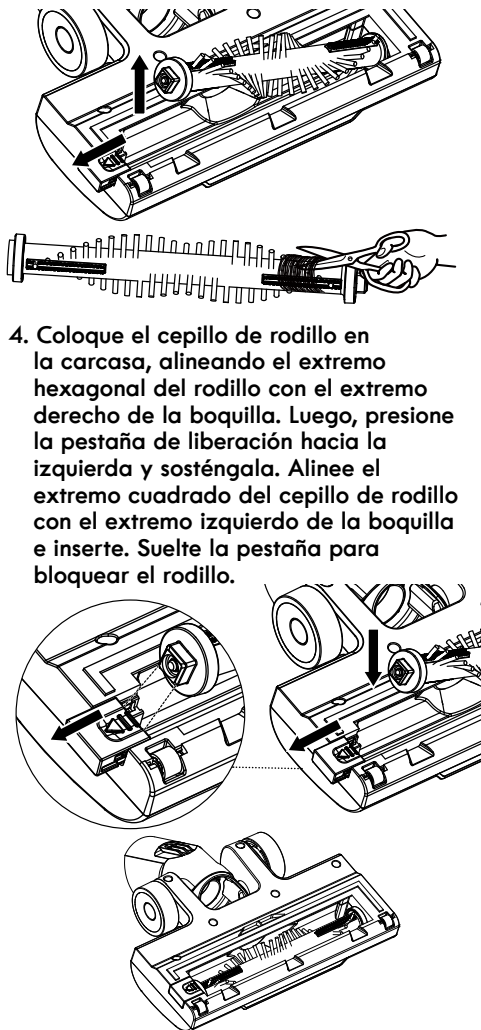 4. Coloque el cepillo de rodillo en
la carcasa, alineando el extremo
hexagonal del rodillo con el extremo
derecho de la boquilla. Luego, presione
la pestaña de liberación hacia la
izquierda y sosténgala. Alinee el
extremo cuadrado del cepillo de rodillo
con el extremo izquierdo de la boquilla
e inserte. Suelte la pestaña para
bloquear el rodillo.